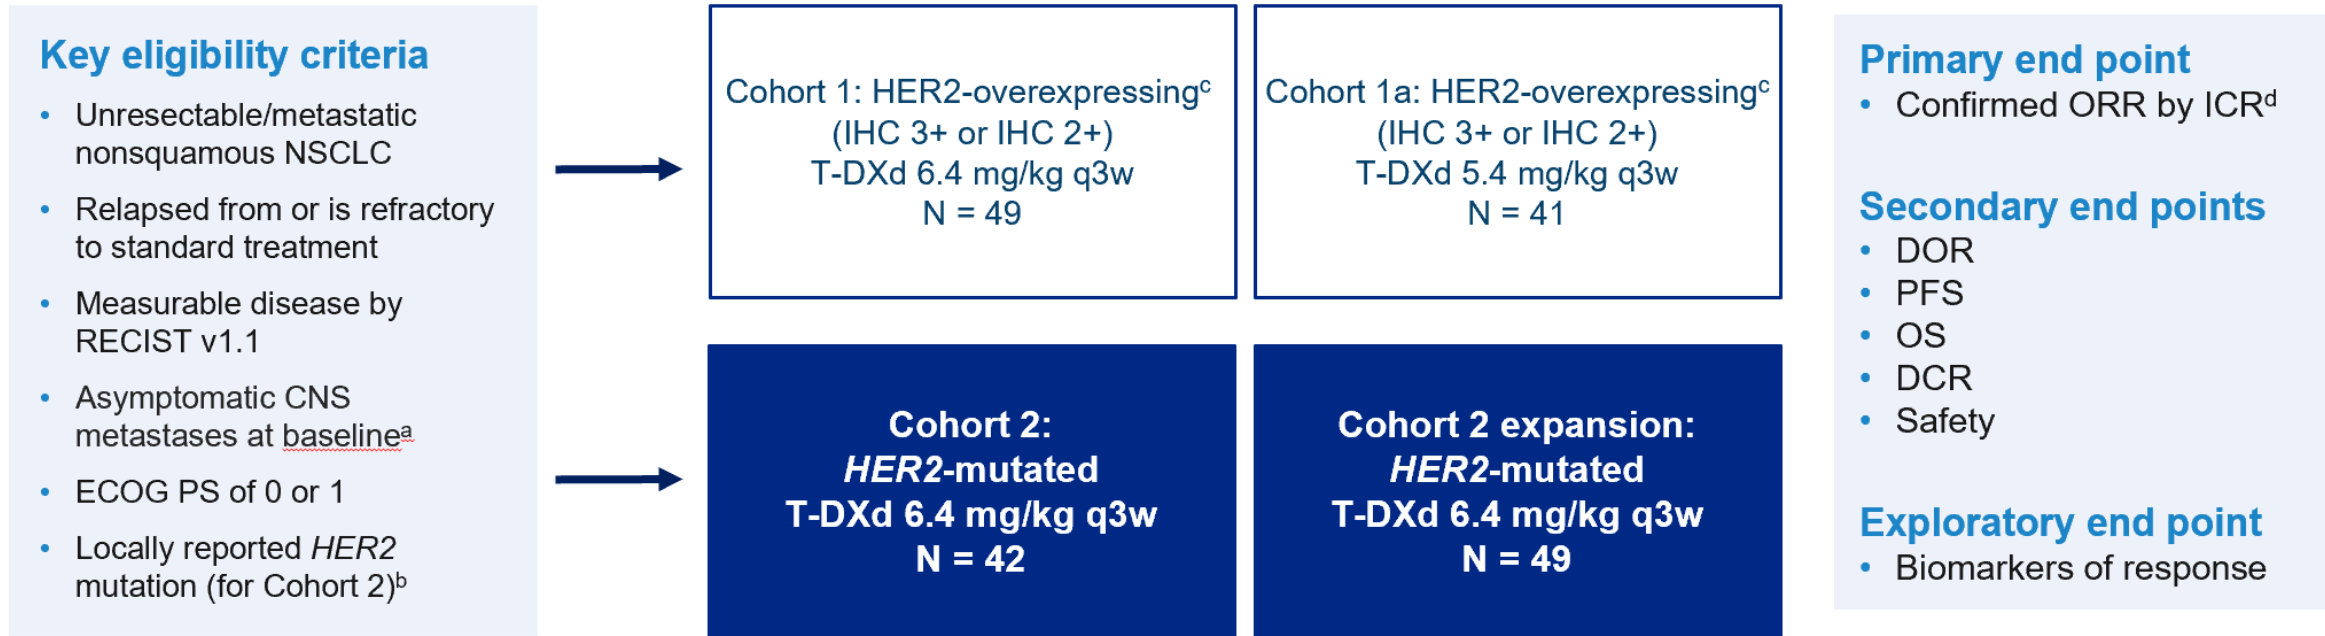 Key eligibility criteria
• Unresectable/metastatic
nonsquamous NSCLC
• Relapsed from or is refractory
to standard treatment
• Measurable disease by
RECIST v1.1
• Asymptomatic CNS
metastases at baselineᵃ
• ECOG PS of 0 or 1
• Locally reported HER2
mutation (for Cohort 2)ᵇ
Cohort 1: HER2-overexpressingᶜ
(IHC 3+ or IHC 2+)
T-DXd 6.4 mg/kg q3w
N = 49
Cohort 1a: HER2-overexpressingᶜ
(IHC 3+ or IHC 2+)
T-DXd 5.4 mg/kg q3w
N = 41
Cohort 2:
HER2-mutated
T-DXd 6.4 mg/kg q3w
N = 42
Cohort 2 expansion:
HER2-mutated
T-DXd 6.4 mg/kg q3w
N = 49
Primary end point
• Confirmed ORR by ICRᵈ
Secondary end points
• DOR
• PFS
• OS
• DCR
• Safety
Exploratory end point
• Biomarkers of response